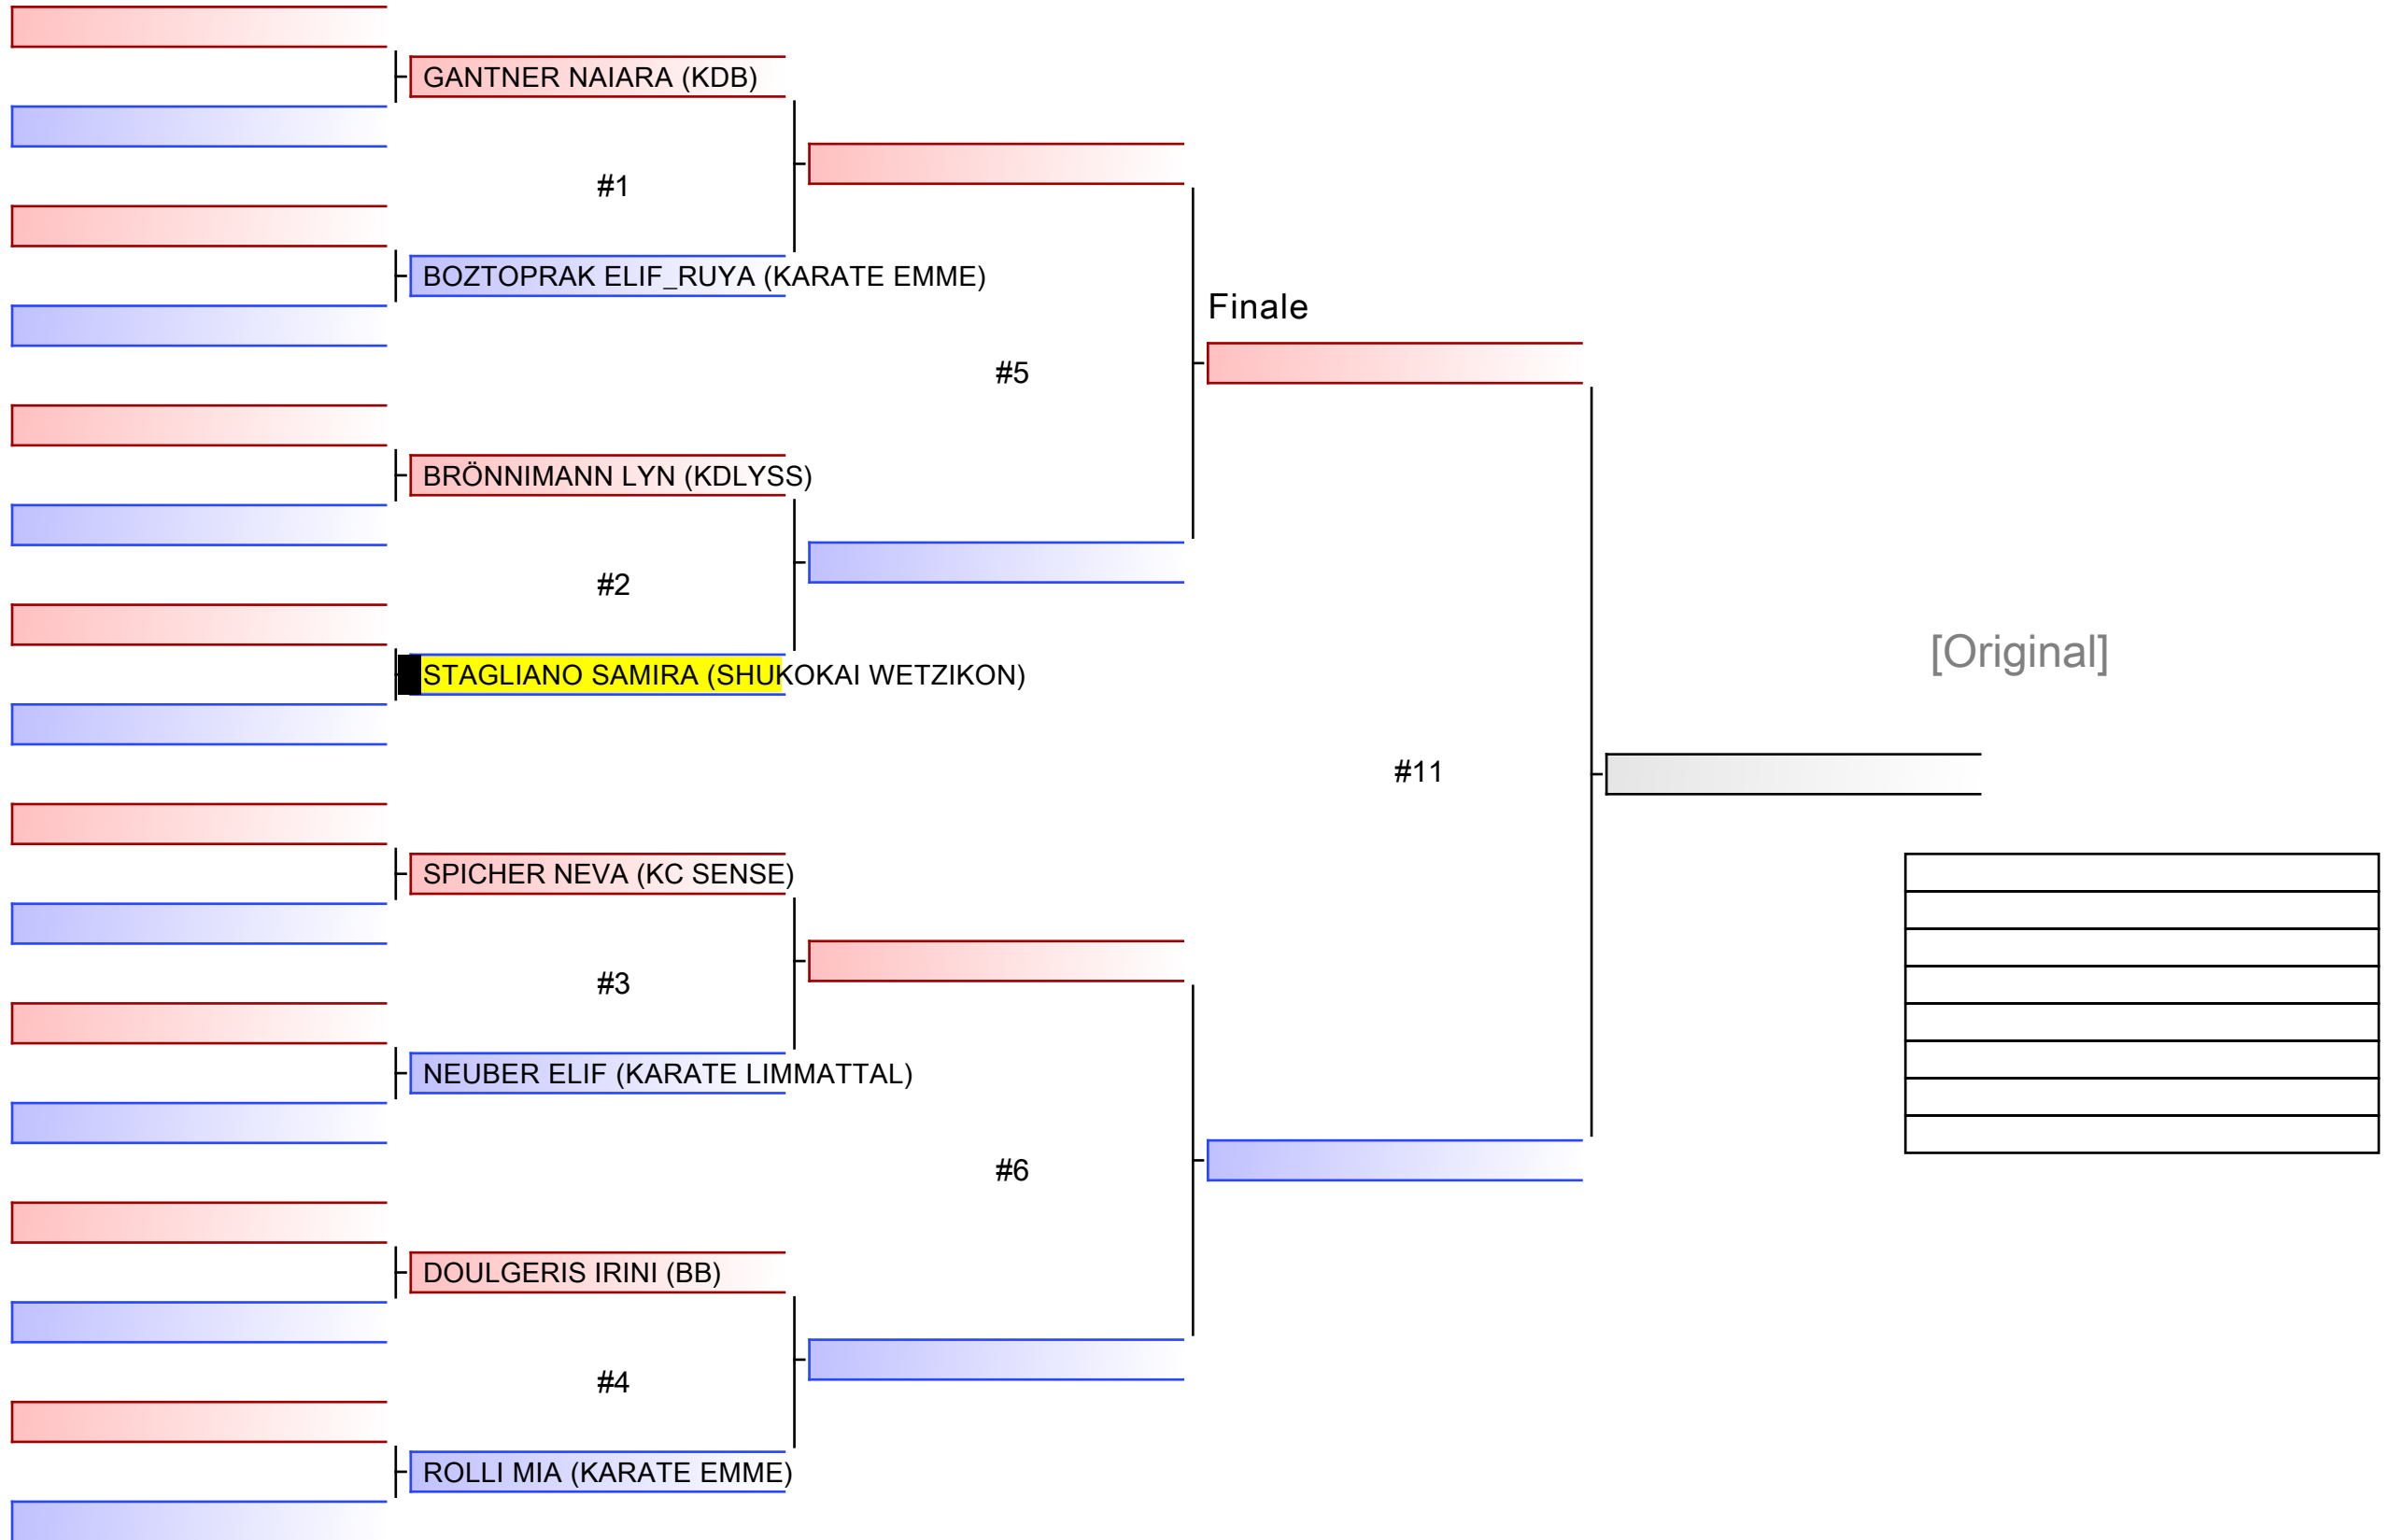 GANTNER NAIARA (KDB)
#1
BOZTOPRAK ELIF_RUYA (KARATE EMME)
Finale
#5
BRÖNNIMANN LYN (KDLYSS)
#2
[Original]
STAGLIANO SAMIRA (SHUKOKAI WETZIKON)
#11
SPICHER NEVA (KC SENSE)
#3
NEUBER ELIF (KARATE LIMMATTAL)
#6
DOULGERIS IRINI (BB)
#4
ROLLI MIA (KARATE EMME)